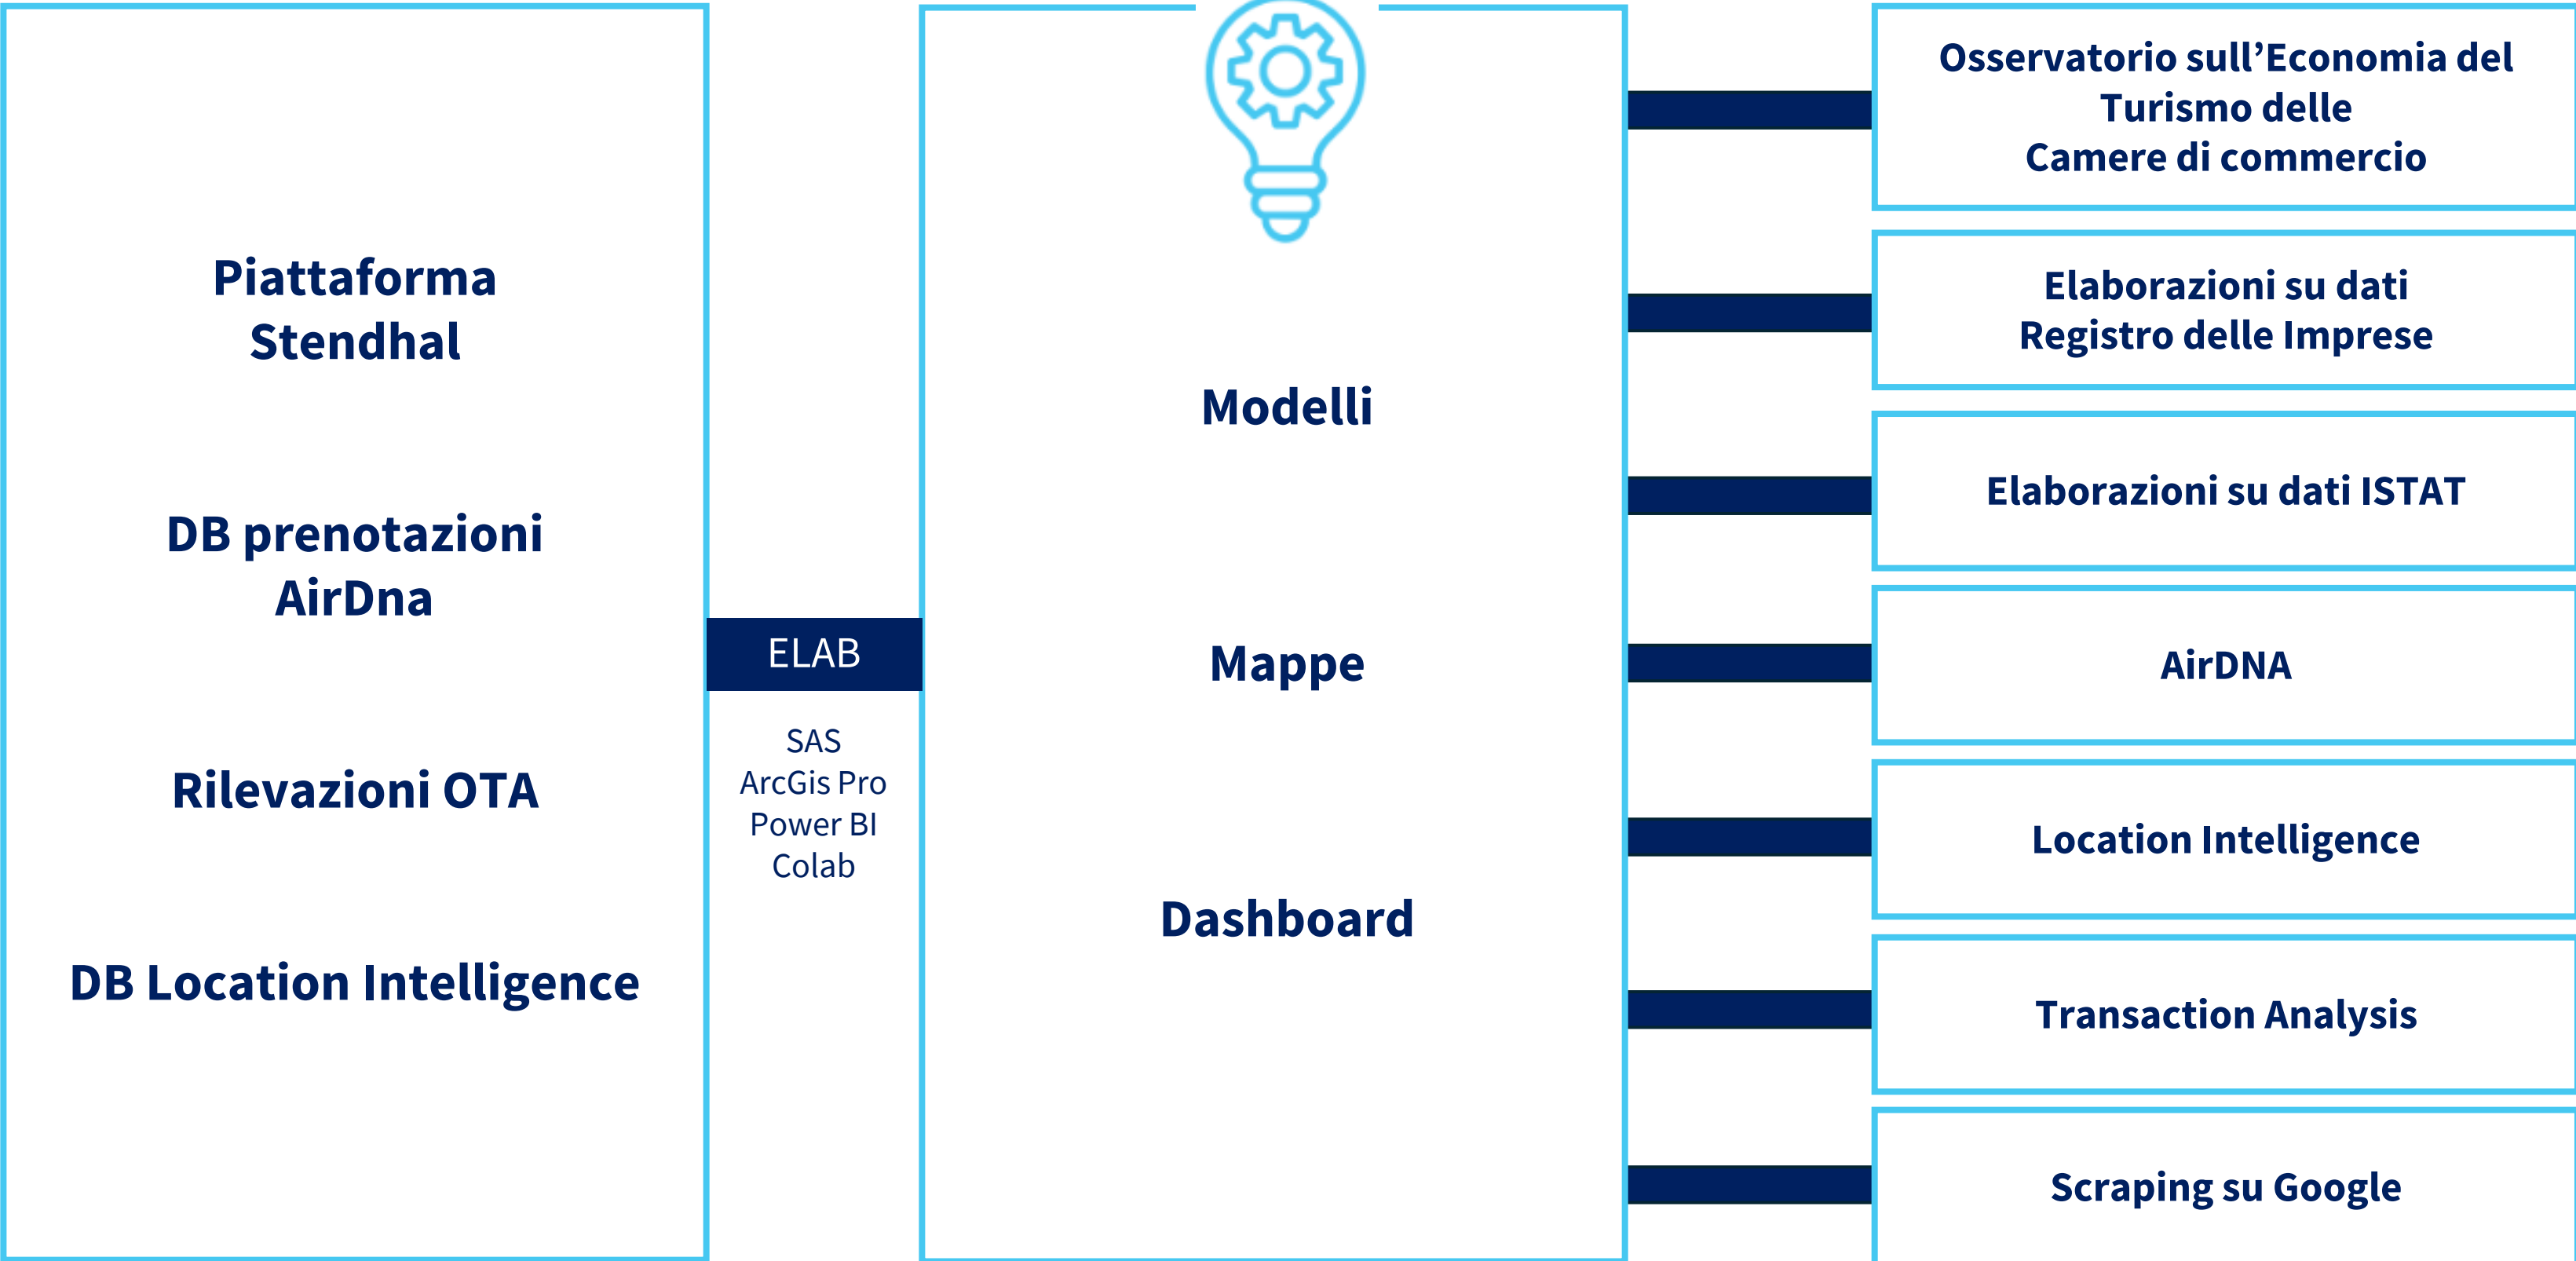 Piattaforma
Stendhal
DB prenotazioni
AirDna
Rilevazioni OTA
DB Location Intelligence
ELAB
SAS
ArcGis Pro
Power BI
Colab
Modelli
Mappe
Dashboard
Osservatorio sull’Economia del
Turismo delle
Camere di commercio
Elaborazioni su dati
Registro delle Imprese
Elaborazioni su dati ISTAT
AirDNA
Location Intelligence
Transaction Analysis
Scraping su Google